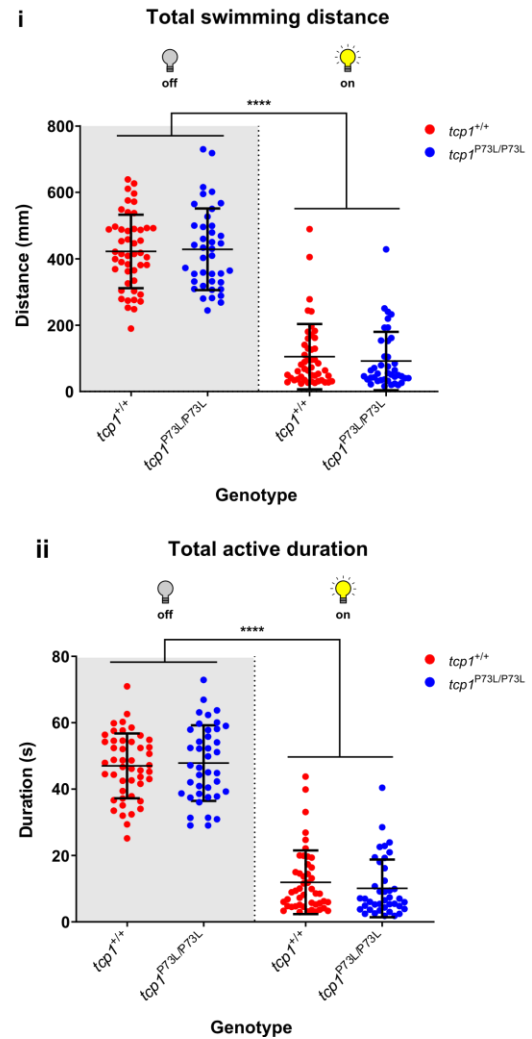 i
Total swimming distance
off
on
****
tcp1+/+
tcp1P73L/P73L
800
600
400
200
0
Distance (mm)
tcp1+/+
tcp1P73L/P73L
tcp1+/+
tcp1P73L/P73L
Genotype
ii
Total active duration
off
on
****
tcp1+/+
tcp1P73L/P73L
80
60
40
20
0
Duration (s)
tcp1+/+
tcp1P73L/P73L
tcp1+/+
tcp1P73L/P73L
Genotype